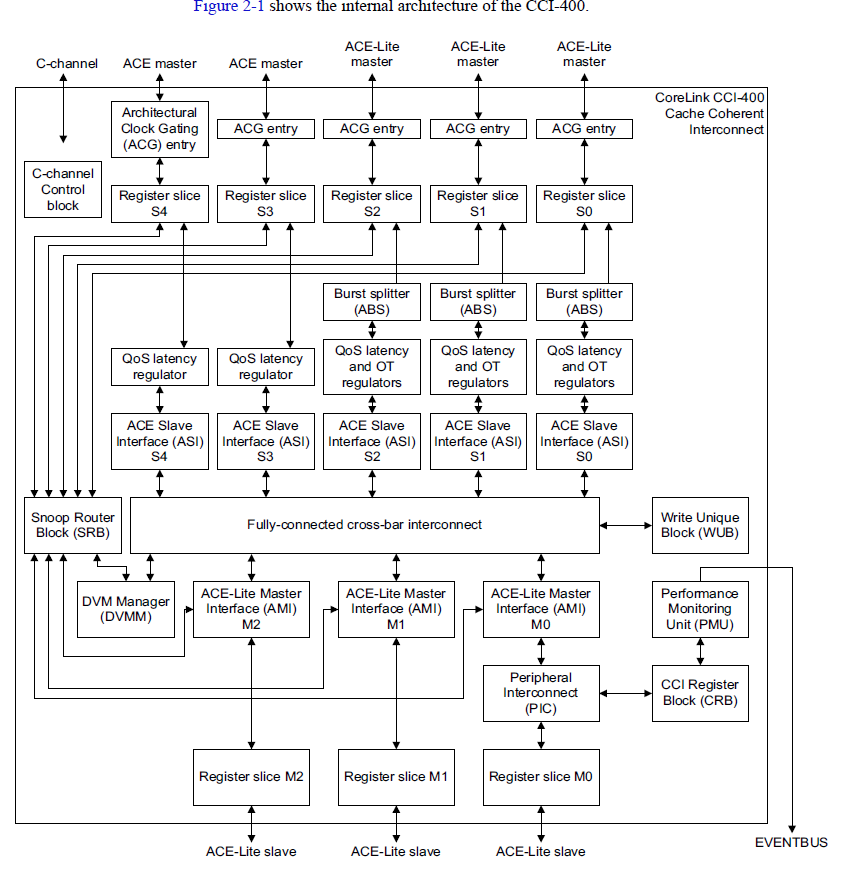 Figure 2-1 shows the internal architecture of the CCI-400.
C-channel
ACE master
ACE master
ACE-Lite
master
ACE-Lite
master
ACE-Lite
master
CoreLink CCI-400
Cache Coherent
Interconnect
Architectural
Clock Gating
(ACG) entry
ACG entry
ACG entry
ACG entry
ACG entry
C-channel
Control
block
Register slice
S4
Register slice
S3
Register slice
S2
Register slice
S1
Register slice
S0
Burst splitter
(ABS)
Burst splitter
(ABS)
Burst splitter
(ABS)
QoS latency
regulator
QoS latency
regulator
QoS latency
and OT
regulators
QoS latency
and OT
regulators
QoS latency
and OT
regulators
ACE Slave
Interface (ASI)
S4
ACE Slave
Interface (ASI)
S3
ACE Slave
Interface (ASI)
S2
ACE Slave
Interface (ASI)
S1
ACE Slave
Interface (ASI)
S0
Snoop Router
Block (SRB)
Fully-connected cross-bar interconnect
Write Unique
Block (WUB)
DVM Manager
(DVMM)
ACE-Lite Master
Interface (AMI)
M2
ACE-Lite Master
Interface (AMI)
M1
ACE-Lite Master
Interface (AMI)
M0
Performance
Monitoring
Unit (PMU)
Peripheral
Interconnect
(PIC)
CCI Register
Block (CRB)
Register slice M2
Register slice M1
Register slice M0
ACE-Lite slave
ACE-Lite slave
ACE-Lite slave
EVENTBUS